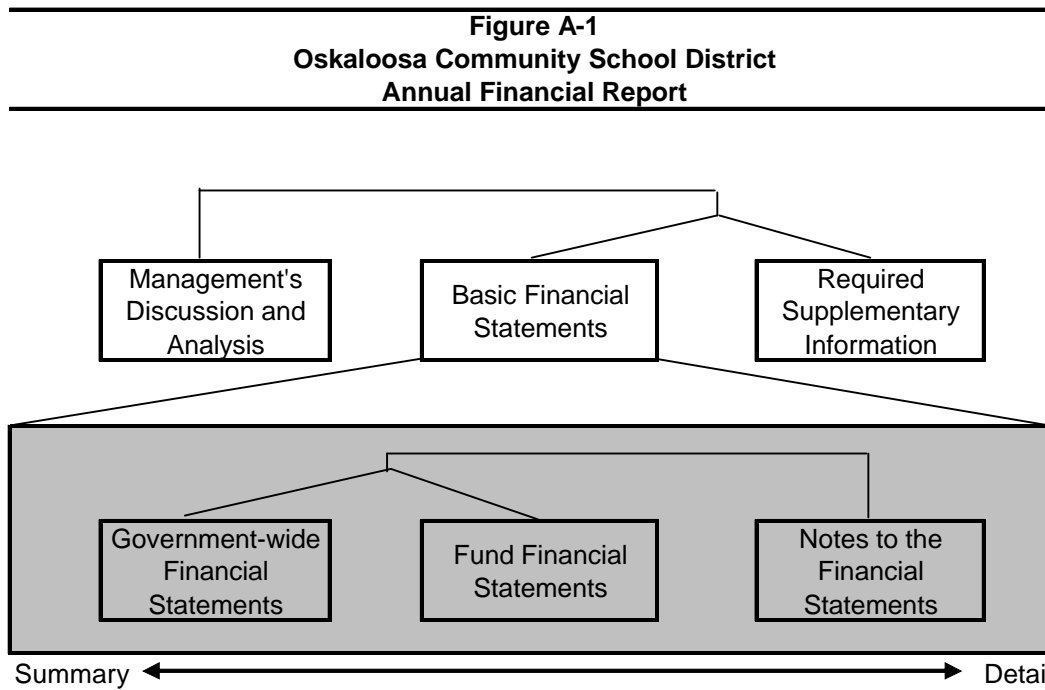 Figure A-1
Oskaloosa Community School District
Annual Financial Report
Management's
Discussion and
Analysis
Basic Financial
Statements
Required
Supplementary
Information
Government-wide
Financial
Statements
Fund Financial
Statements
Notes to the
Financial
Statements
Summary
Detai